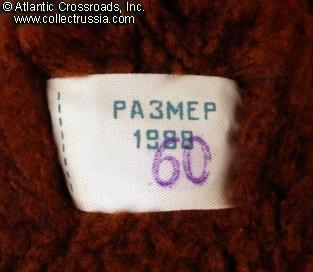 © Atlantic Crossroads, Inc.
www.collectrussia.com
РАЗМЕР
1988
60